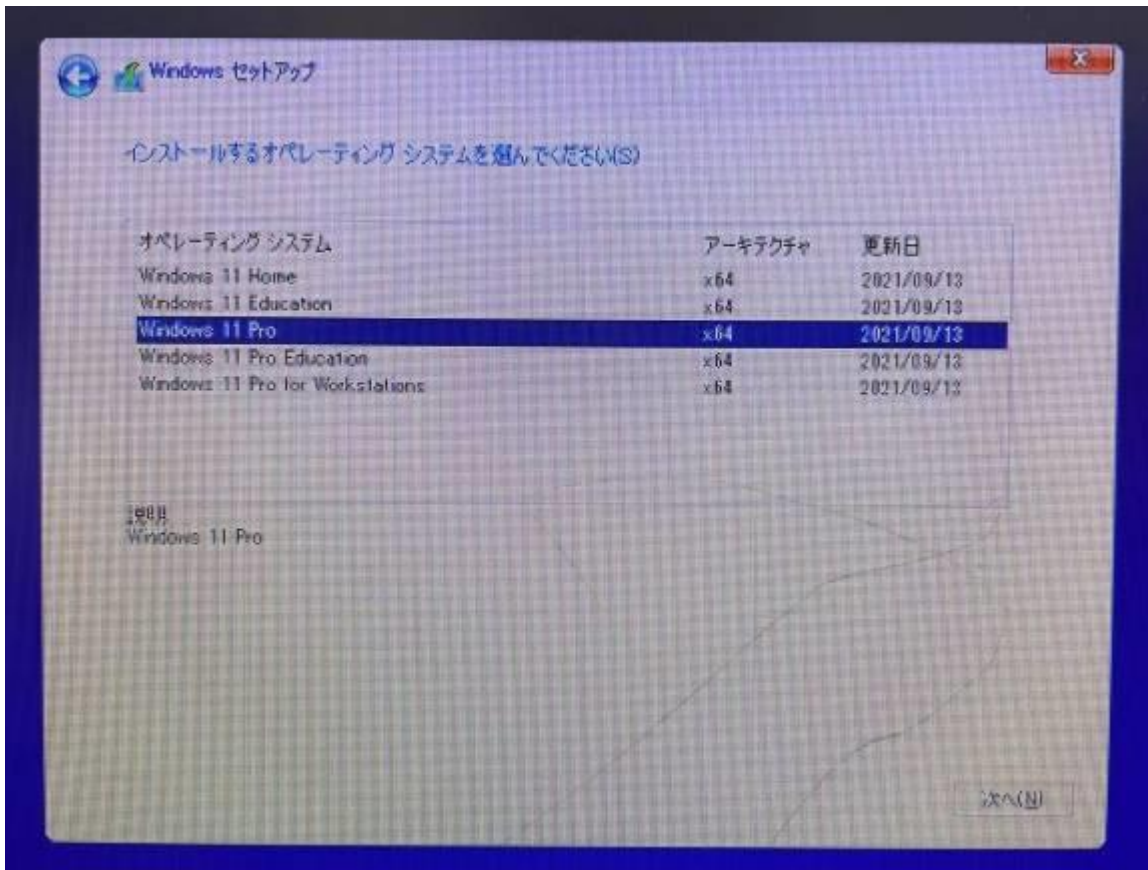 Windows セットアップ
インストールするオペレーティング システムを選んでください(S)
オペレーティング システム アーキテクチャ 更新日
Windows 11 Home x64 2021/09/13
Windows 11 Education x64 2021/09/13
Windows 11 Pro x64 2021/09/13
Windows 11 Pro Education x64 2021/09/13
Windows 11 Pro for Workstations x64 2021/09/13
説明
Windows 11 Pro
次へ(N)